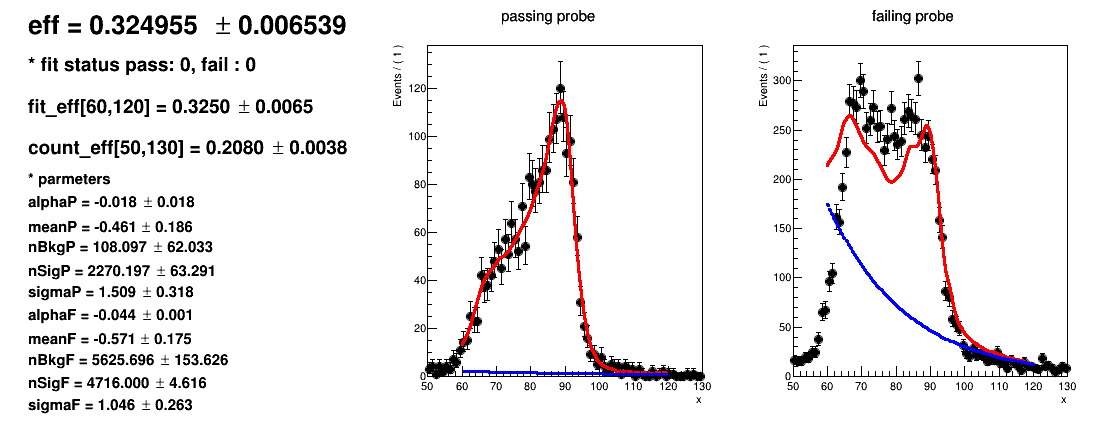 eff = 0.324955 ± 0.006539
* fit status pass: 0, fail : 0
fit_eff[60,120] = 0.3250 ± 0.0065
count_eff[50,130] = 0.2080 ± 0.0038
* parmeters
alphaP = -0.018 ± 0.018
meanP = -0.461 ± 0.186
nBkgP = 108.097 ± 62.033
nSigP = 2270.197 ± 63.291
sigmaP = 1.509 ± 0.318
alphaF = -0.044 ± 0.001
meanF = -0.571 ± 0.175
nBkgF = 5625.696 ± 153.626
nSigF = 4716.000 ± 4.616
sigmaF = 1.046 ± 0.263
passing probe
Events / ( 1 )
120
100
80
60
40
20
0
50 60 70 80 90 100 110 120 130
x
failing probe
Events / ( 1 )
300
250
200
150
100
50
0
50 60 70 80 90 100 110 120 130
x